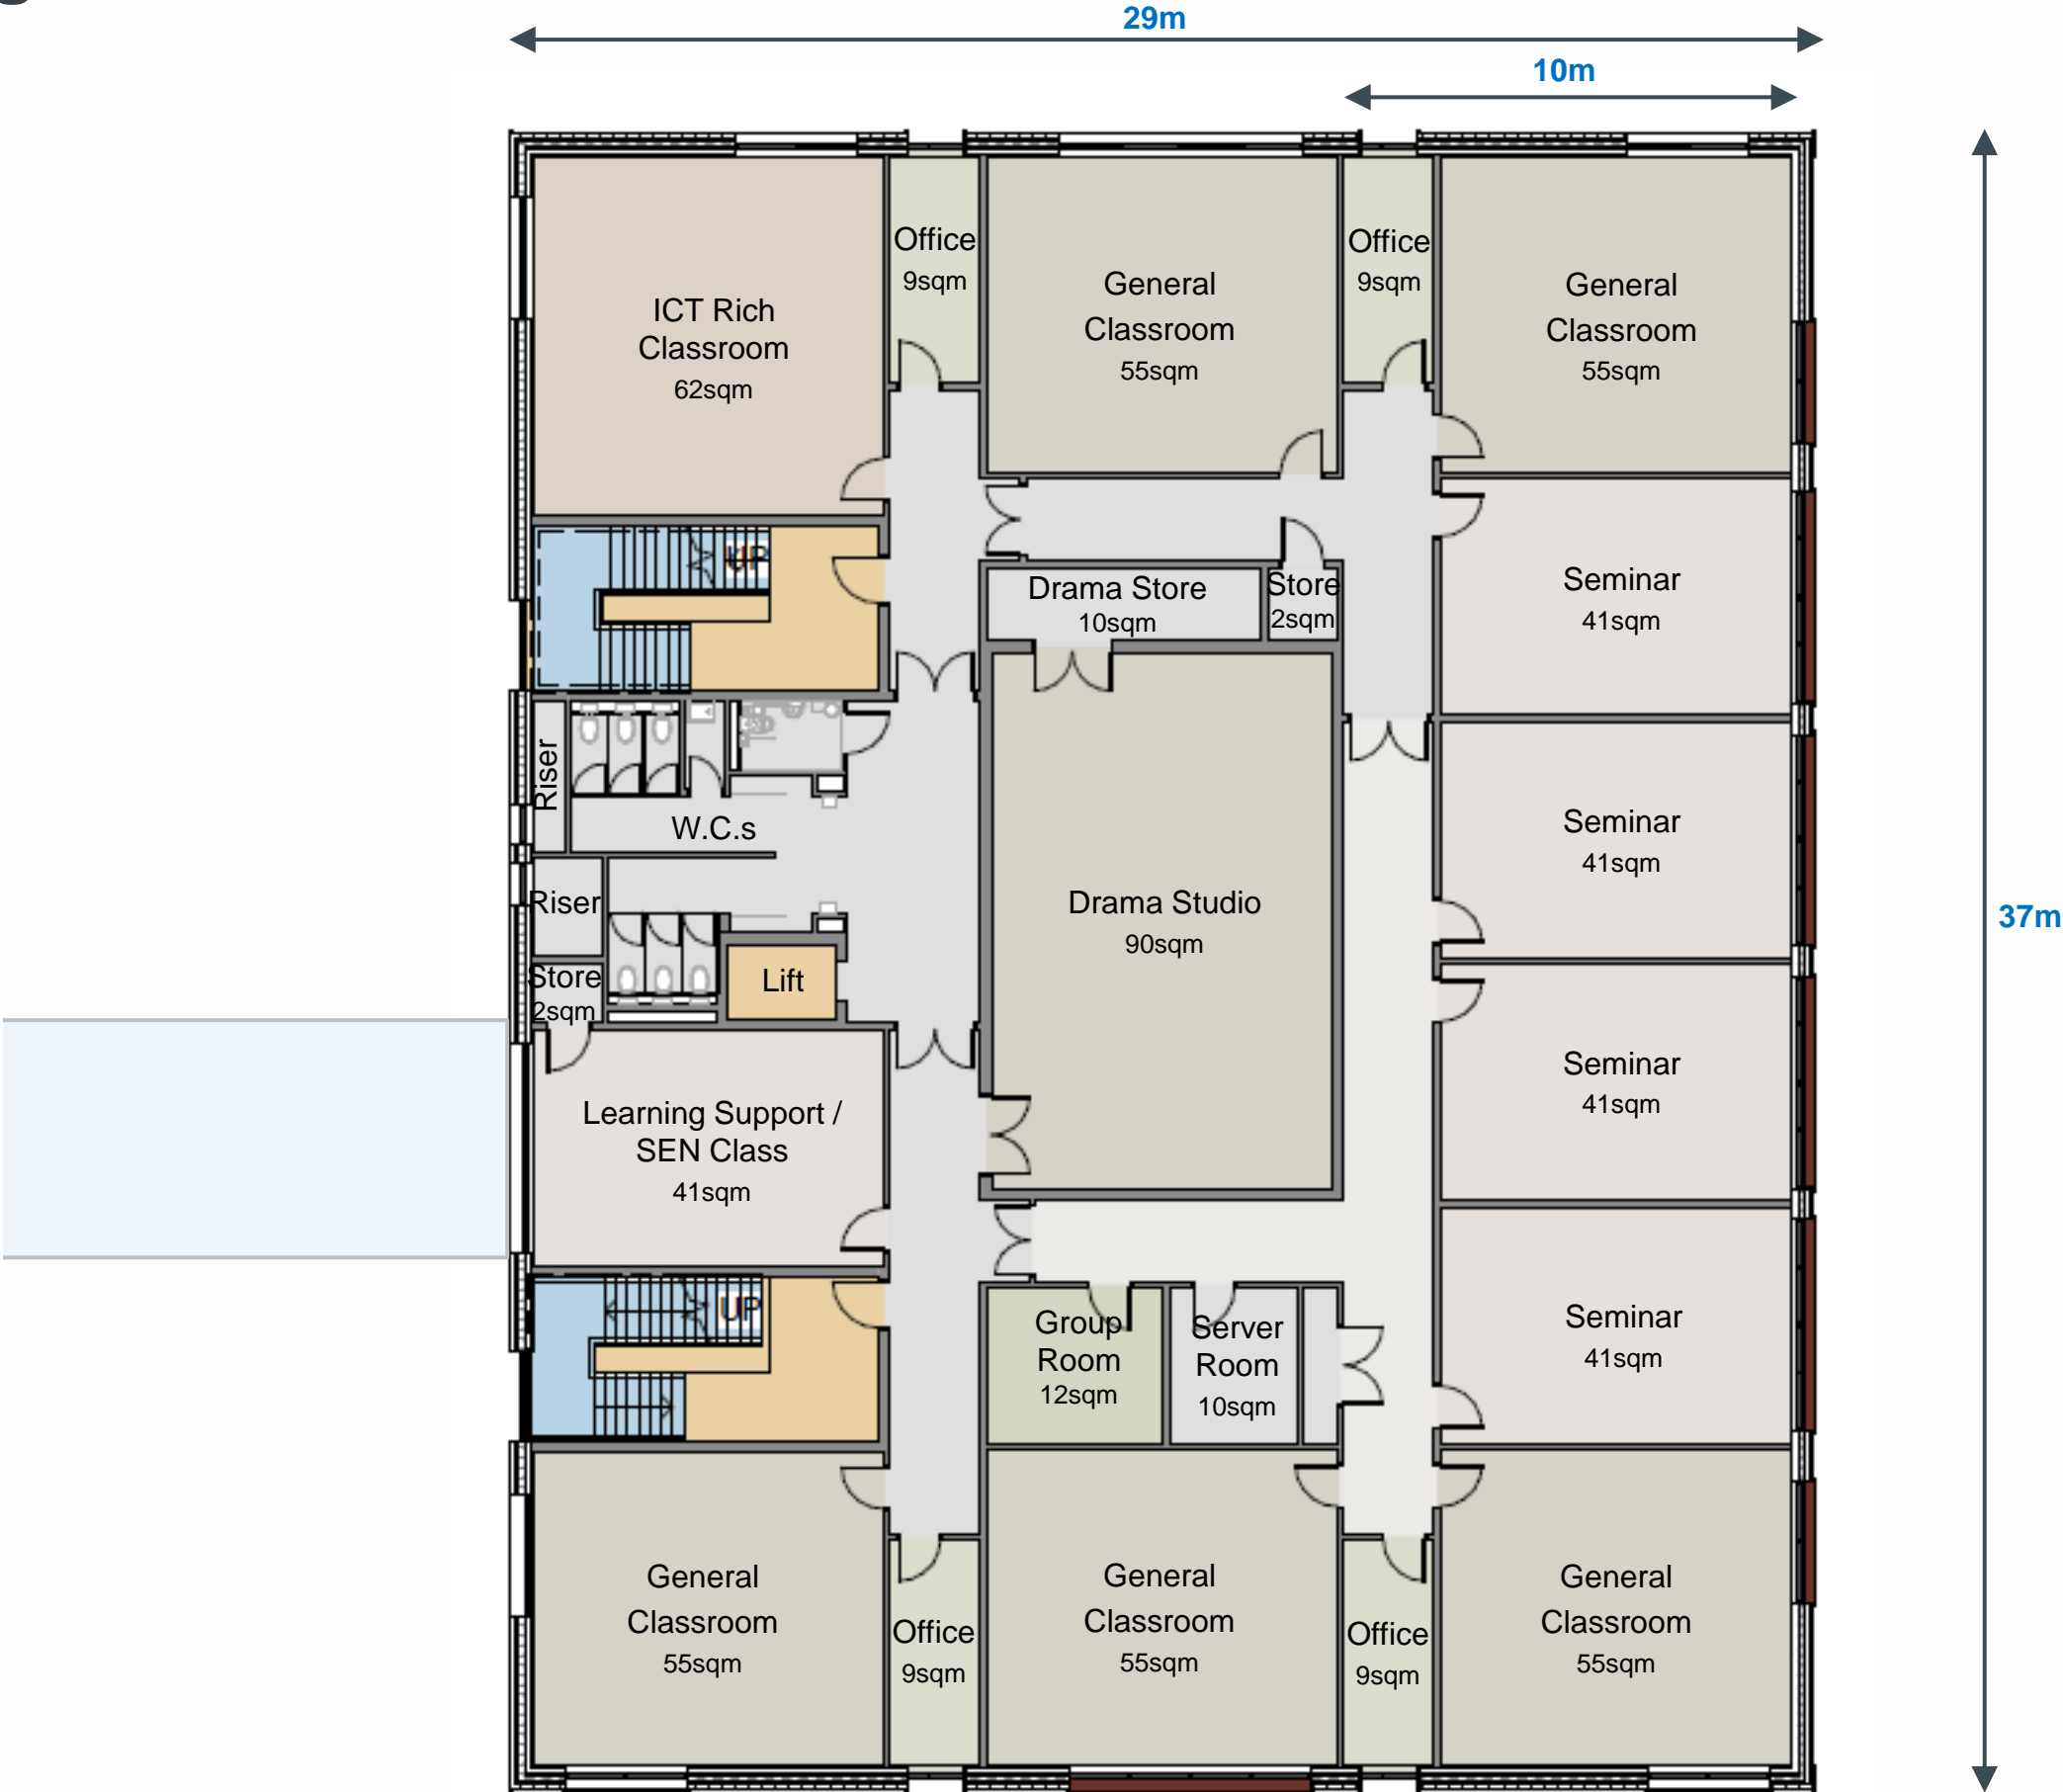 29m
10m
Office
9sqm
Office
9sqm
General
Classroom
55sqm
General
Classroom
55sqm
ICT Rich
Classroom
62sqm
UP
Drama Store
10sqm
Store
2sqm
Seminar
41sqm
Riser
W.C.s
Seminar
41sqm
Riser
Drama Studio
90sqm
37m
Store
2sqm
Lift
Seminar
41sqm
Learning Support /
SEN Class
41sqm
UP
Group
Room
12sqm
Server
Room
10sqm
Seminar
41sqm
General
Classroom
55sqm
Office
9sqm
General
Classroom
55sqm
Office
9sqm
General
Classroom
55sqm